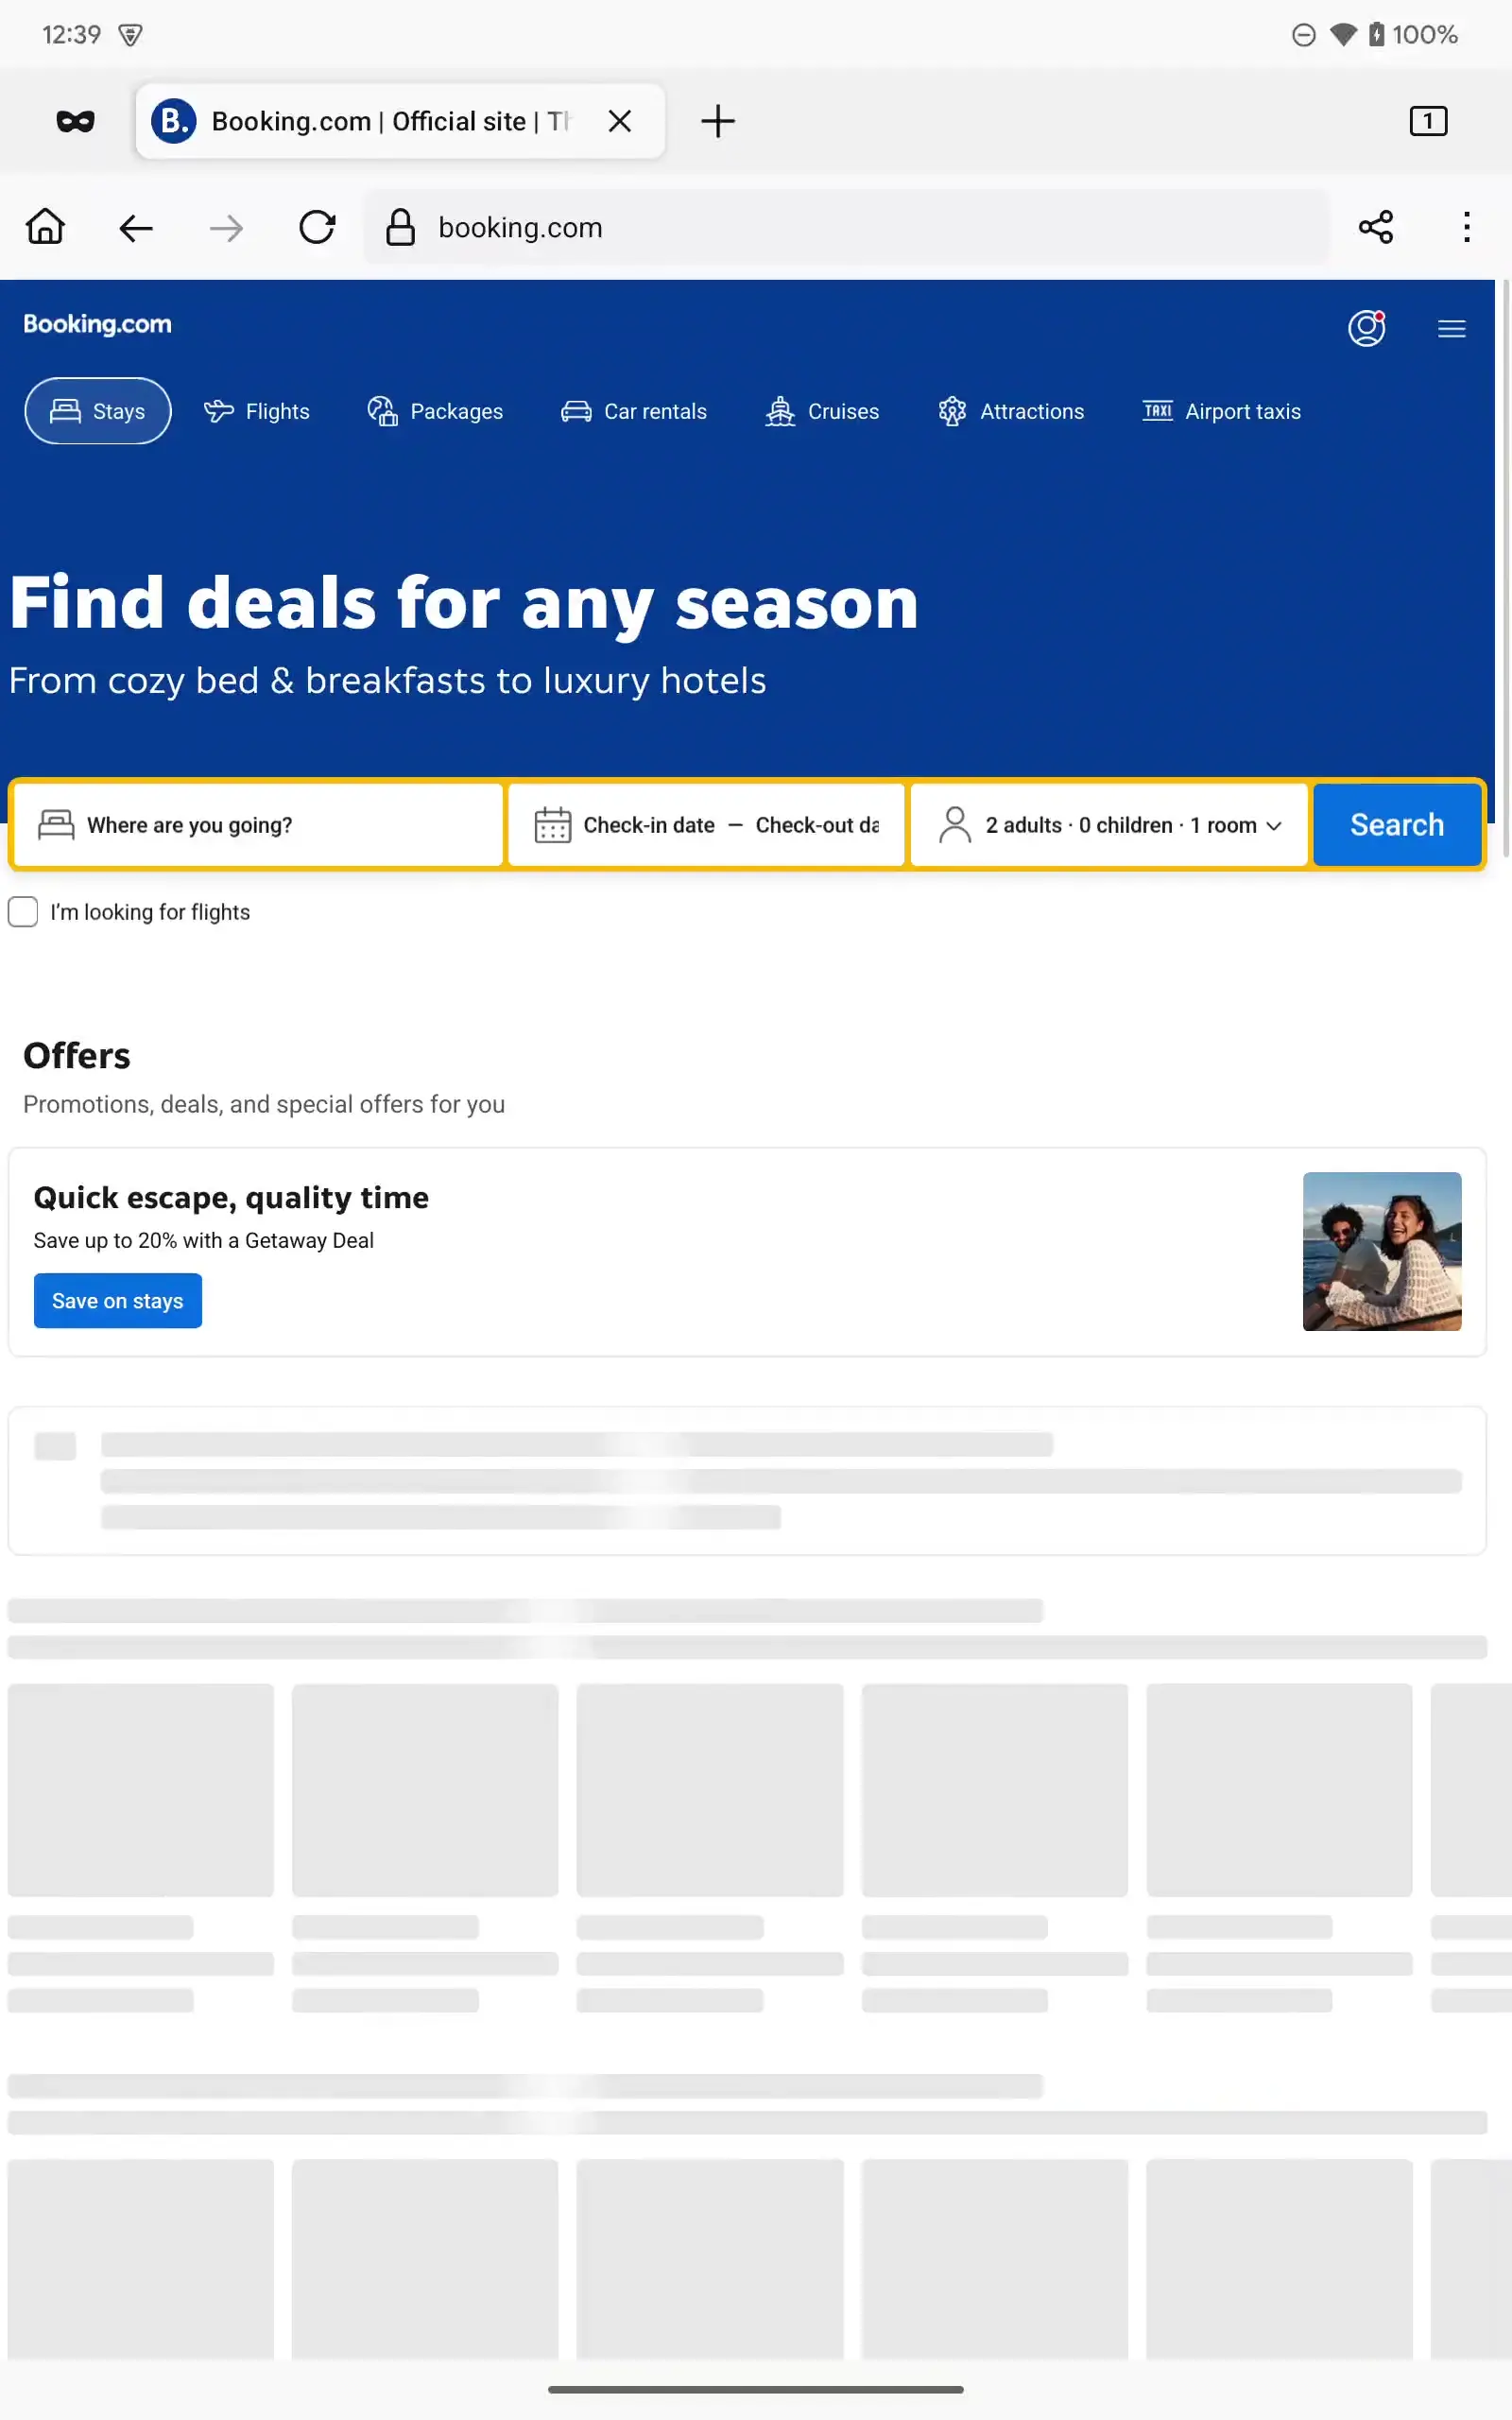 12:39
100%
B. Booking.com | Official site | Th
1
booking.com
Booking.com
Stays Flights Packages Car rentals Cruises Attractions TAXI Airport taxis
Find deals for any season
From cozy bed & breakfasts to luxury hotels
Where are you going? Check-in date — Check-out da 2 adults · 0 children · 1 room Search
I'm looking for flights
Offers
Promotions, deals, and special offers for you
Quick escape, quality time
Save up to 20% with a Getaway Deal
Save on stays